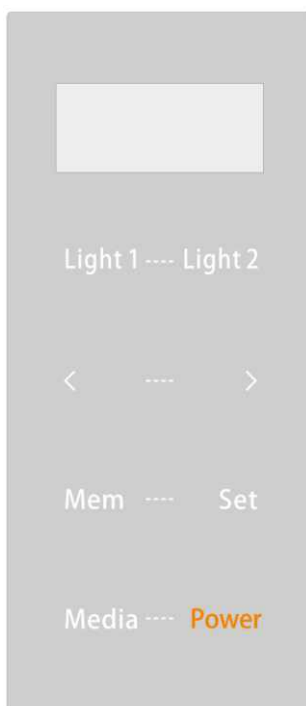 Light 1 ---- Light 2
< ---- >
Mem ---- Set
Media ---- Power